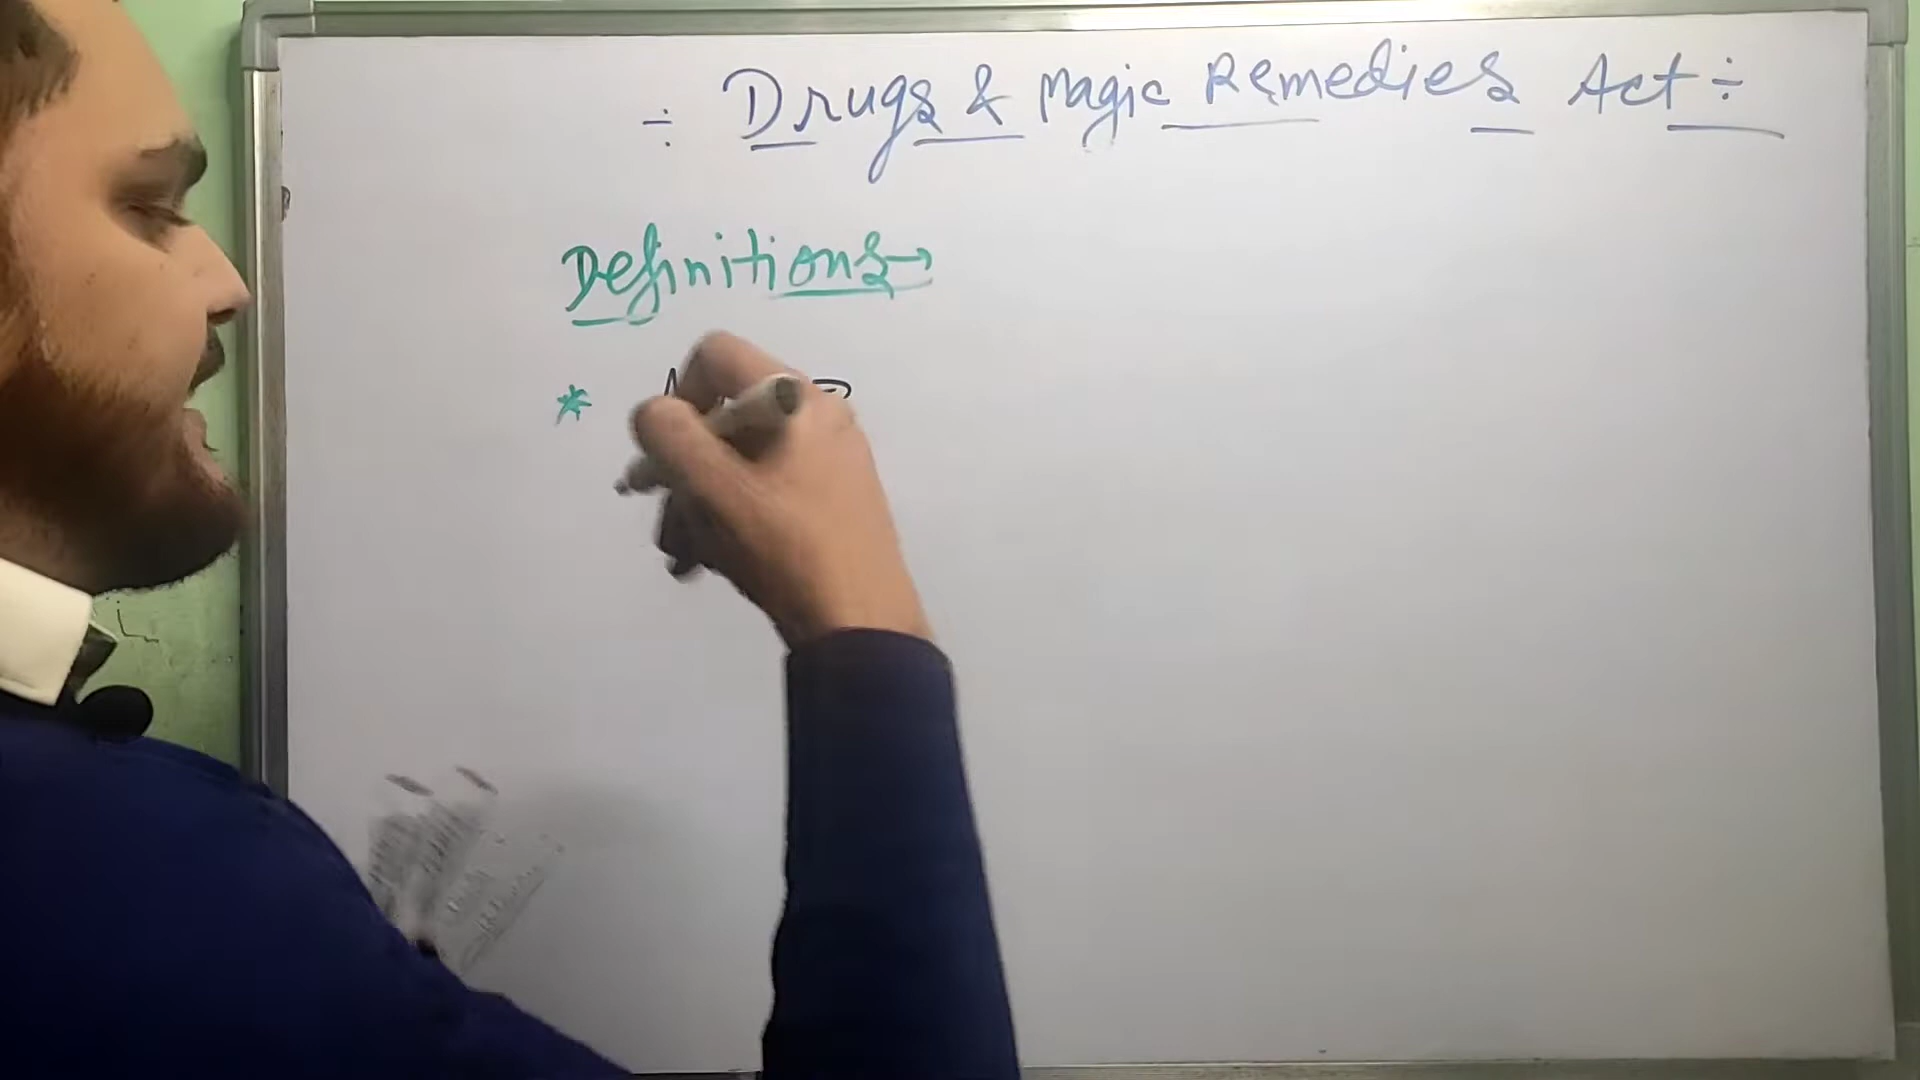 ÷ Drugs & Magic Remedies Act ÷
Definitions→
*